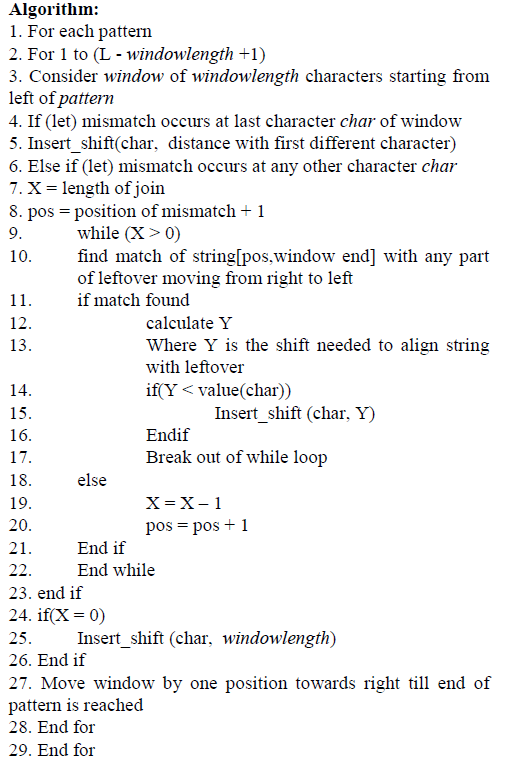 Algorithm:
1. For each pattern
2. For 1 to (L - windowlength +1)
3. Consider window of windowlength characters starting from
left of pattern
4. If (let) mismatch occurs at last character char of window
5. Insert_shift(char, distance with first different character)
6. Else if (let) mismatch occurs at any other character char
7. X = length of join
8. pos = position of mismatch + 1
9. while (X > 0)
10. find match of string[pos,window end] with any part
of leftover moving from right to left
11. if match found
12. calculate Y
13. Where Y is the shift needed to align string
with leftover
14. if(Y < value(char))
15. Insert_shift (char, Y)
16. Endif
17. Break out of while loop
18. else
19. X = X – 1
20. pos = pos + 1
21. End if
22. End while
23. end if
24. if(X = 0)
25. Insert_shift (char, windowlength)
26. End if
27. Move window by one position towards right till end of
pattern is reached
28. End for
29. End for